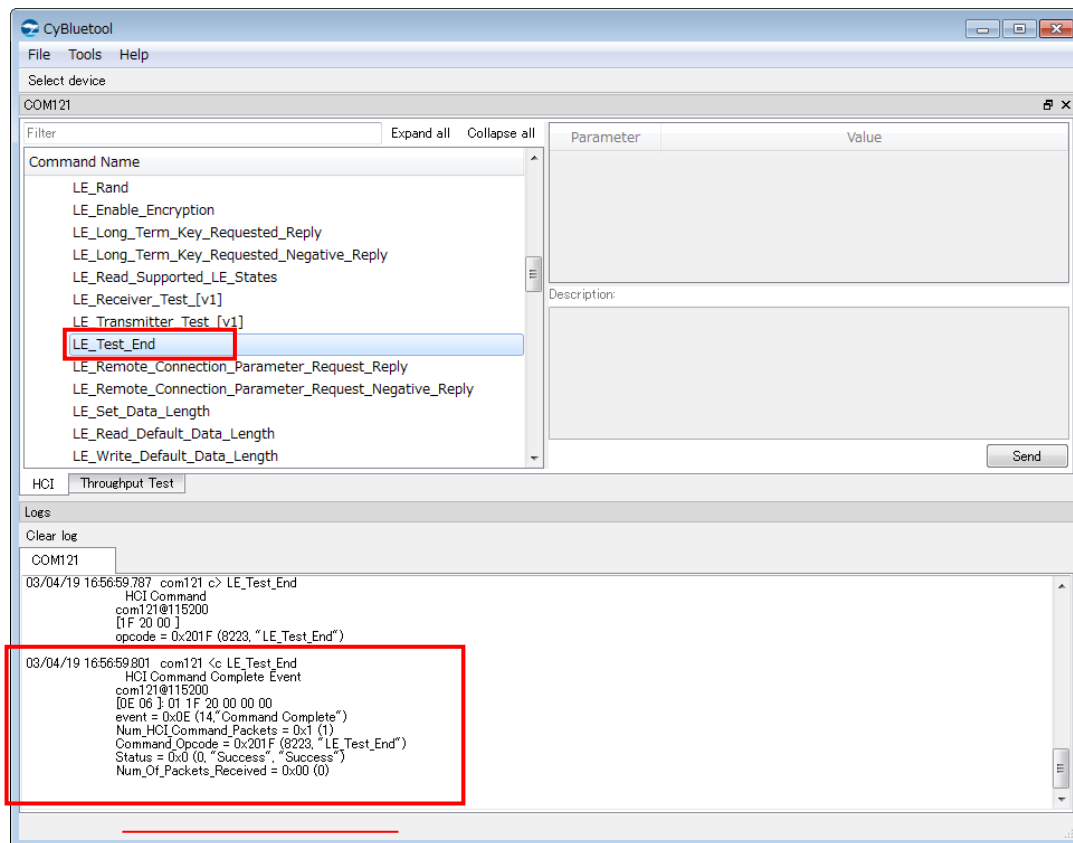 CyBluetool
File Tools Help
Select device
COM121
Filter Expand all Collapse all
Parameter Value
Command Name
LE_Rand
LE_Enable_Encryption
LE_Long_Term_Key_Requested_Reply
LE_Long_Term_Key_Requested_Negative_Reply
LE_Read_Supported_LE_States
LE_Receiver_Test_[v1]
LE_Transmitter_Test_[v1]
LE_Test_End
LE_Remote_Connection_Parameter_Request_Reply
LE_Remote_Connection_Parameter_Request_Negative_Reply
LE_Set_Data_Length
LE_Read_Default_Data_Length
LE_Write_Default_Data_Length
Description:
Send
HCI Throughput Test
Logs
Clear log
COM121
03/04/19 16:56:59.787 com121 c> LE_Test_End
HCI Command
com121@115200
[1F 20 00 ]
opcode = 0x201F (8223, "LE_Test_End")
03/04/19 16:56:59.801 com121 <c LE_Test_End
HCI Command Complete Event
com121@115200
[0E 06 ]: 01 1F 20 00 00 00
event = 0x0E (14,"Command Complete")
Num_HCI_Command_Packets = 0x1 (1)
Command_Opcode = 0x201F (8223, "LE_Test_End")
Status = 0x0 (0, "Success", "Success")
Num_Of_Packets_Received = 0x00 (0)